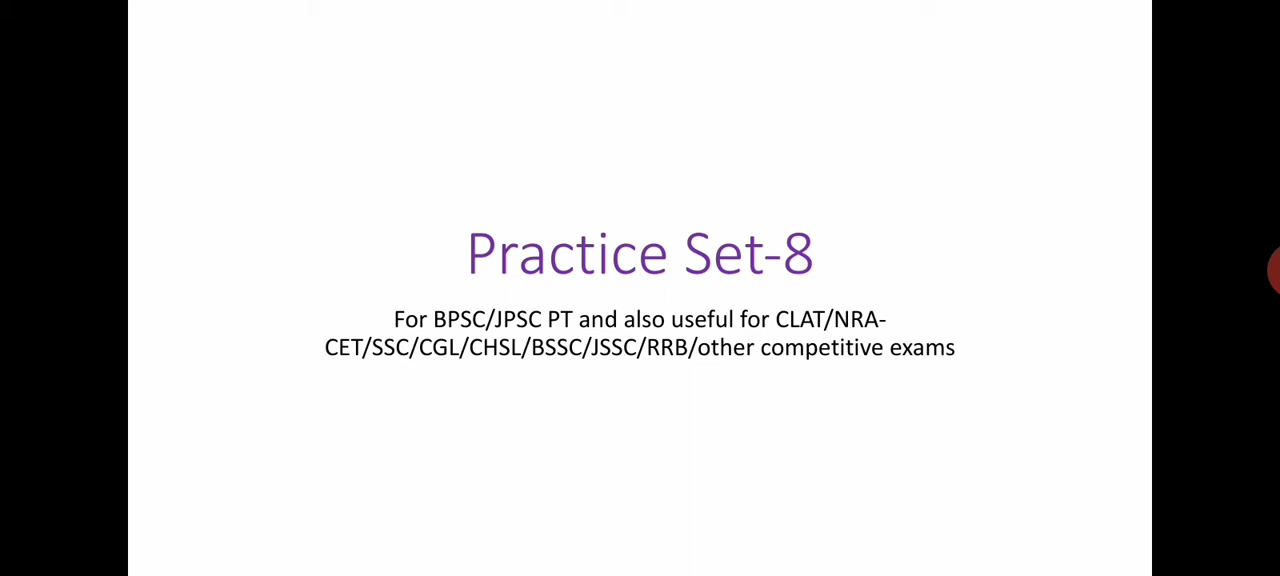 Practice Set-8
For BPSC/JPSC PT and also useful for CLAT/NRA-
CET/SSC/CGL/CHSL/BSSC/JSSC/RRB/other competitive exams